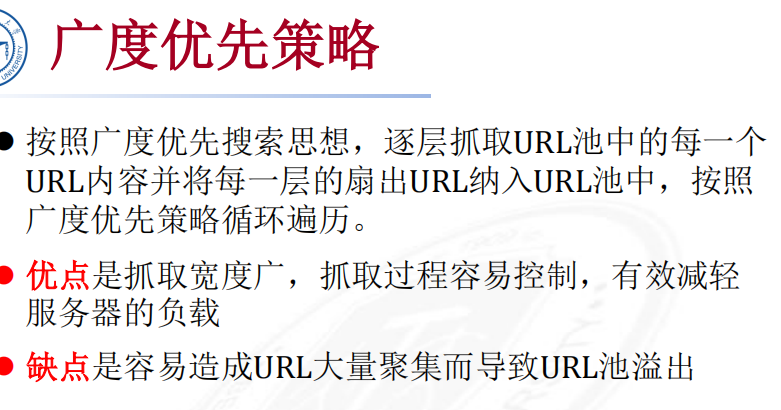 广度优先策略
UNIVERSITY
按照广度优先搜索思想，逐层抓取URL池中的每一个
URL内容并将每一层的扇出URL纳入URL池中，按照
广度优先策略循环遍历。
优点是抓取宽度广，抓取过程容易控制，有效减轻
服务器的负载
缺点是容易造成URL大量聚集而导致URL池溢出